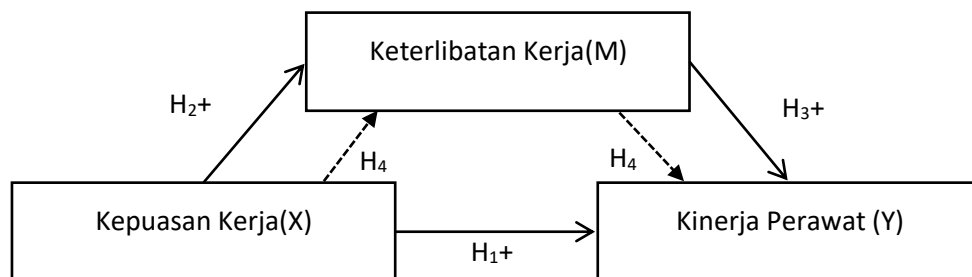 Keterlibatan Kerja(M)
H₂+
H₃+
H₄
H₄
Kepuasan Kerja(X)
Kinerja Perawat (Y)
H₁+